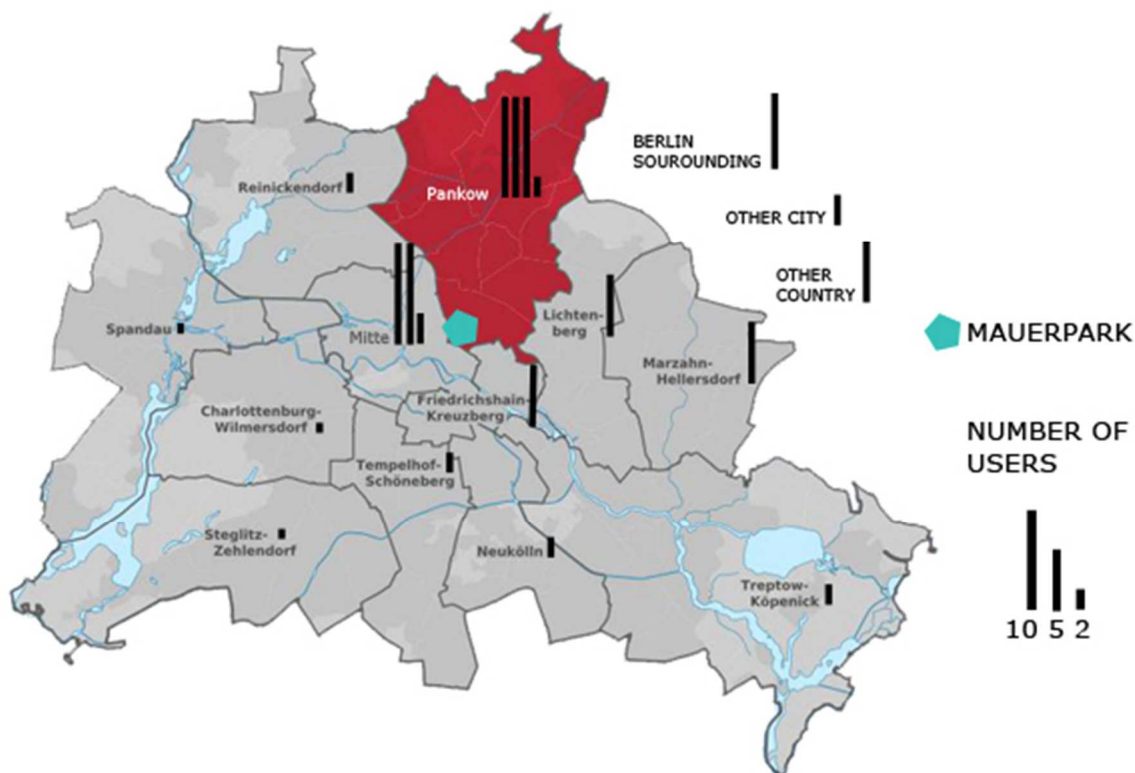 BERLIN
SOUROUNDING
Reinickendorf
Pankow
OTHER CITY
OTHER
COUNTRY
Lichten-
berg
Spandau
Mitte
MAUERPARK
Marzahn-
Hellersdorf
Friedrichshain-
Kreuzberg
Charlottenburg-
Wilmersdorf
NUMBER OF
USERS
Tempelhof-
Schöneberg
Steglitz-
Zehlendorf
Neukölln
Treptow-
Köpenick
10 5 2